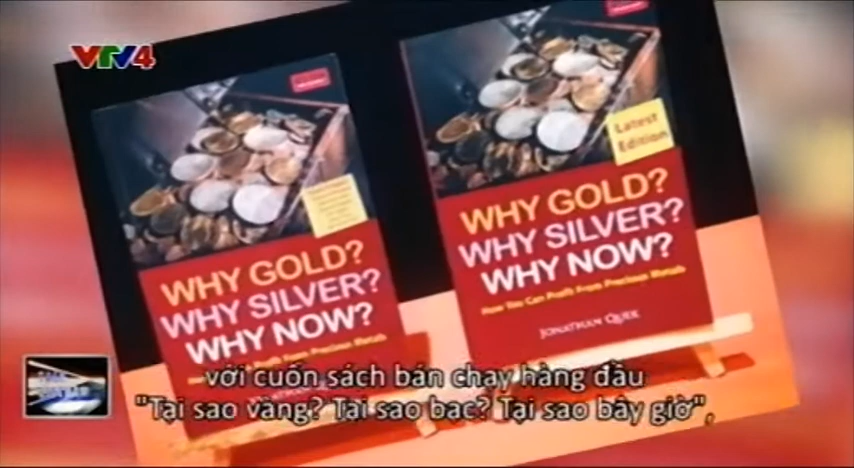 VTV4
WHY GOLD?
WHY SILVER?
WHY NOW?
Latest
Edition
WHY GOLD?
WHY SILVER?
WHY NOW?
How You Can Profit From Precious Metals
JONATHAN QUEK
với cuốn sách bán chạy hàng đầu
"Tại sao vàng? Tại sao bạc? Tại sao bây giờ",